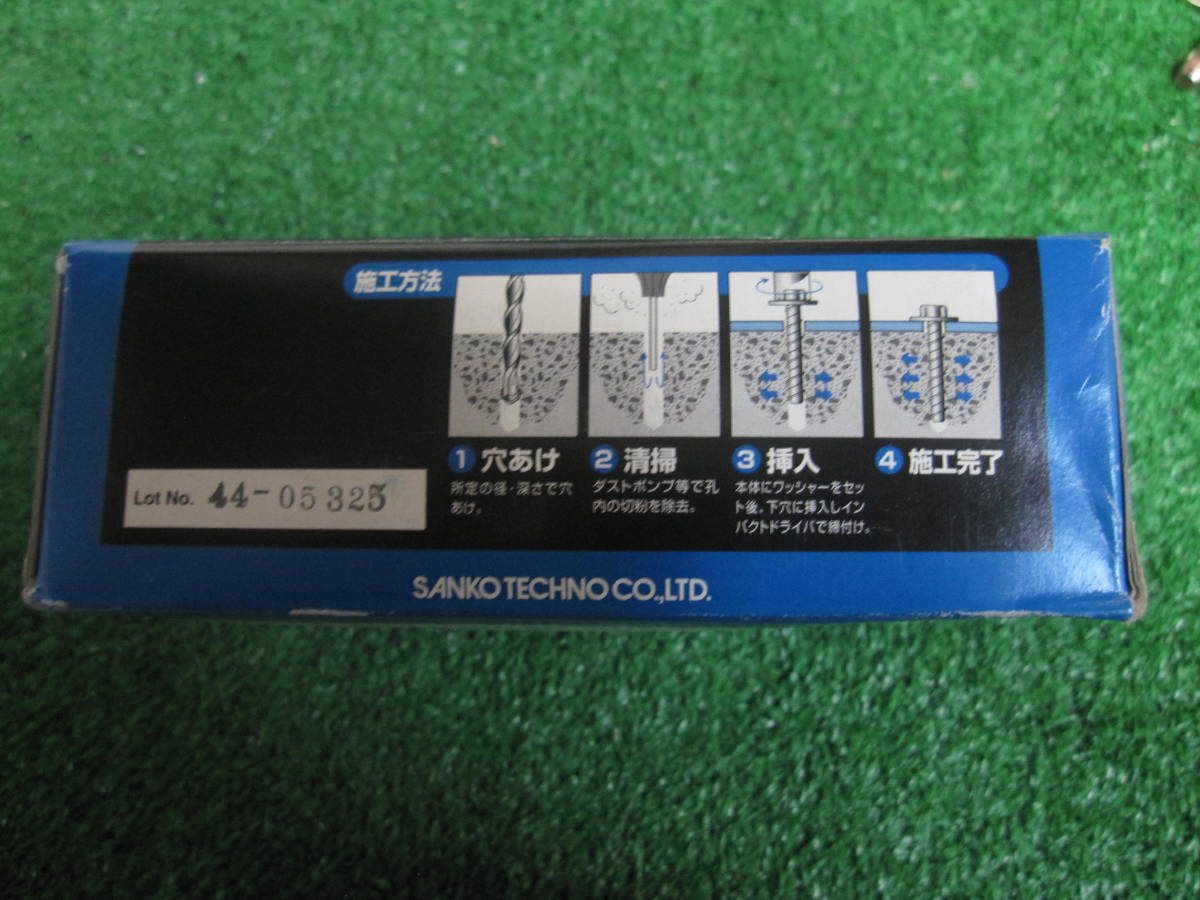 施工方法
1 穴あけ
所定の径・深さで穴
あけ。
2 清掃
ダストポンプ等で孔
内の切粉を除去。
3 挿入
本体にワッシャーをセッ
ト後、下穴に挿入しイン
パクトドライバで締付け。
4 施工完了
Lot No. 44-05325
SANKO TECHNO CO.,LTD.